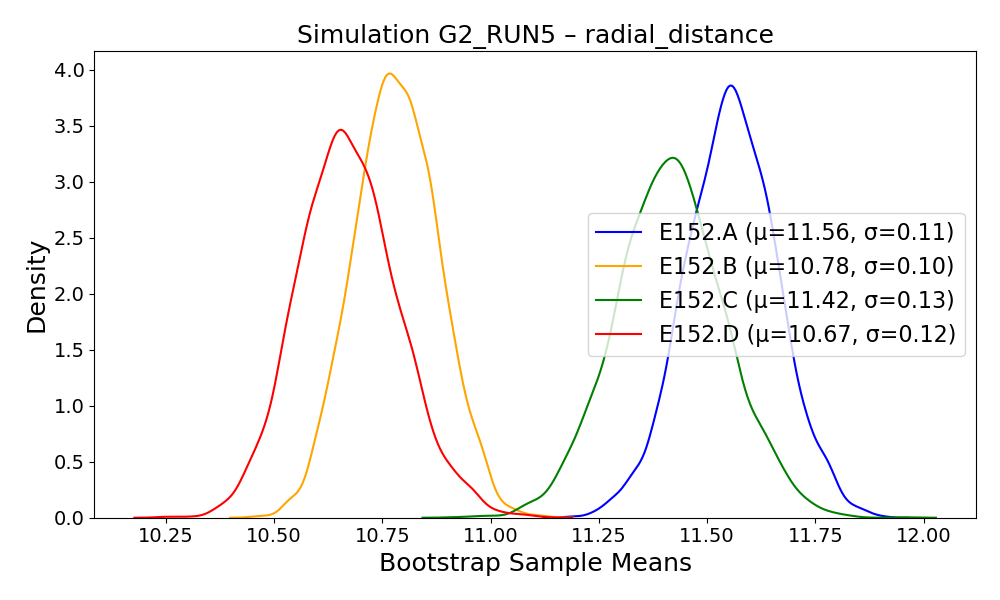 Simulation G2_RUN5 – radial_distance
Density
4.0
3.5
3.0
2.5
2.0
1.5
1.0
0.5
0.0
E152.A (μ=11.56, σ=0.11)
E152.B (μ=10.78, σ=0.10)
E152.C (μ=11.42, σ=0.13)
E152.D (μ=10.67, σ=0.12)
10.25 10.50 10.75 11.00 11.25 11.50 11.75 12.00
Bootstrap Sample Means